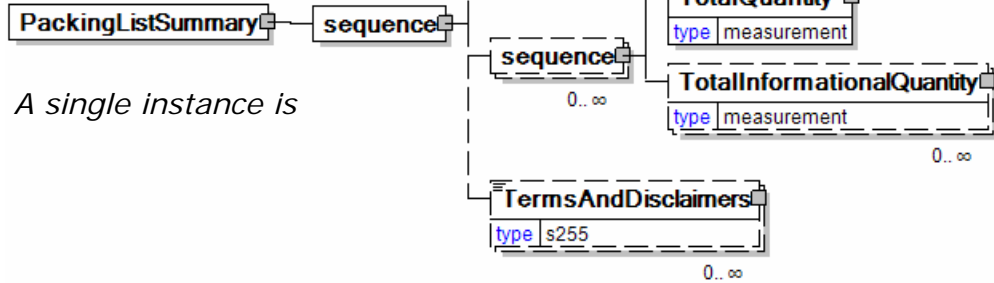 TotalQuantity
PackingListSummary
sequence
type measurement
sequence
0.. ∞
TotalInformationalQuantity
type measurement
0.. ∞
A single instance is
TermsAndDisclaimers
type s255
0.. ∞